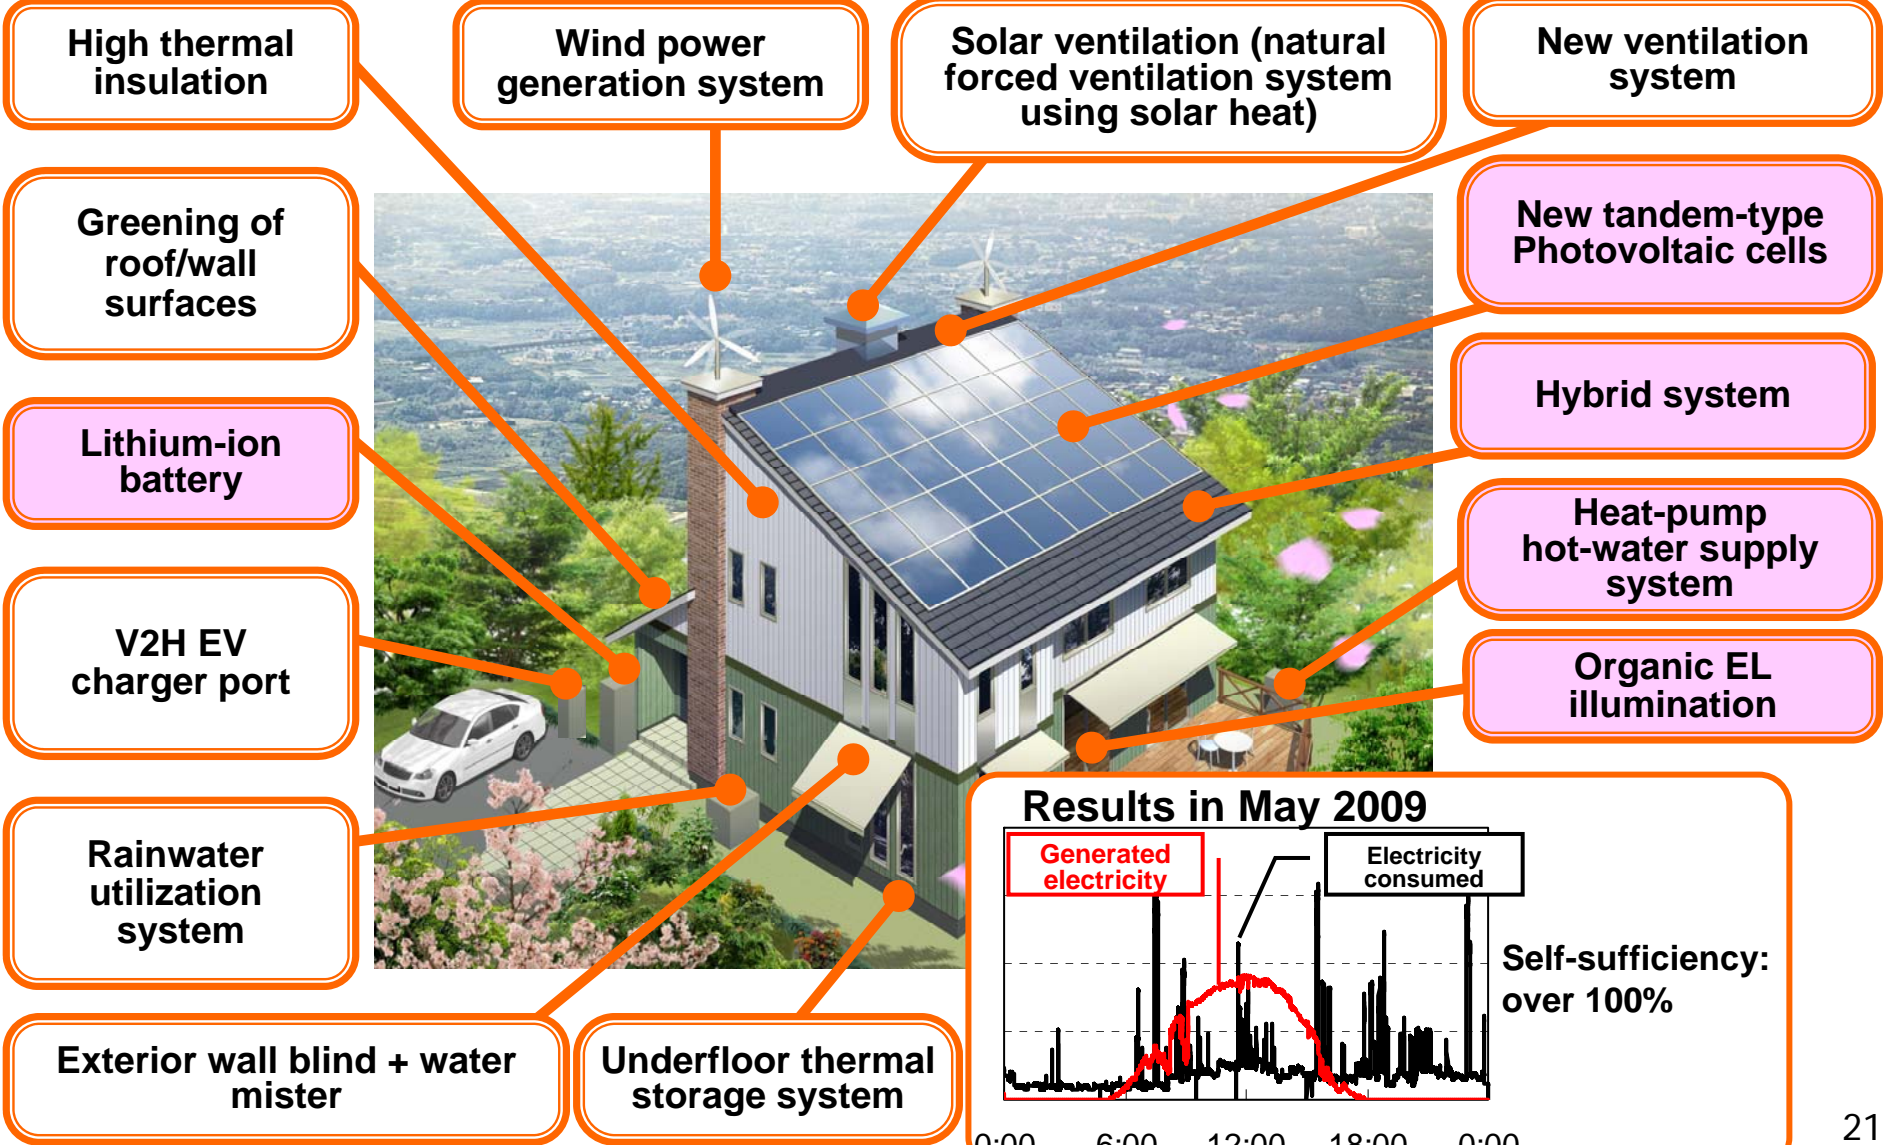 High thermal
insulation
Wind power
generation system
Solar ventilation (natural
forced ventilation system
using solar heat)
New ventilation
system
Greening of
roof/wall
surfaces
New tandem-type
Photovoltaic cells
Lithium-ion
battery
Hybrid system
Heat-pump
hot-water supply
system
V2H EV
charger port
Organic EL
illumination
Rainwater
utilization
system
Exterior wall blind + water
mister
Underfloor thermal
storage system
Results in May 2009
Generated
electricity
Electricity
consumed
Self-sufficiency:
over 100%
0:00 6:00 12:00 18:00 0:00
21